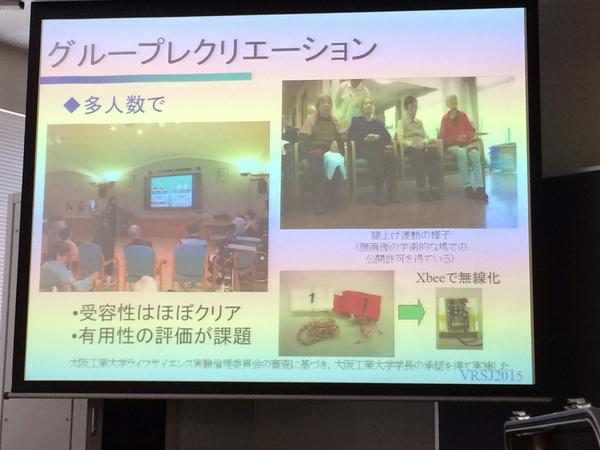 グループレクリエーション
◆多人数で
腿上げ運動の様子
(顔画像の学術的な場での
公開許可を得ている)
Xbeeで無線化
1
1
・受容性はほぼクリア
・有用性の評価が課題
大阪工業大学ライフサイエンス実験倫理委員会の審査に基づき、大阪工業大学学長の承認を得て実施した
VRSJ2015